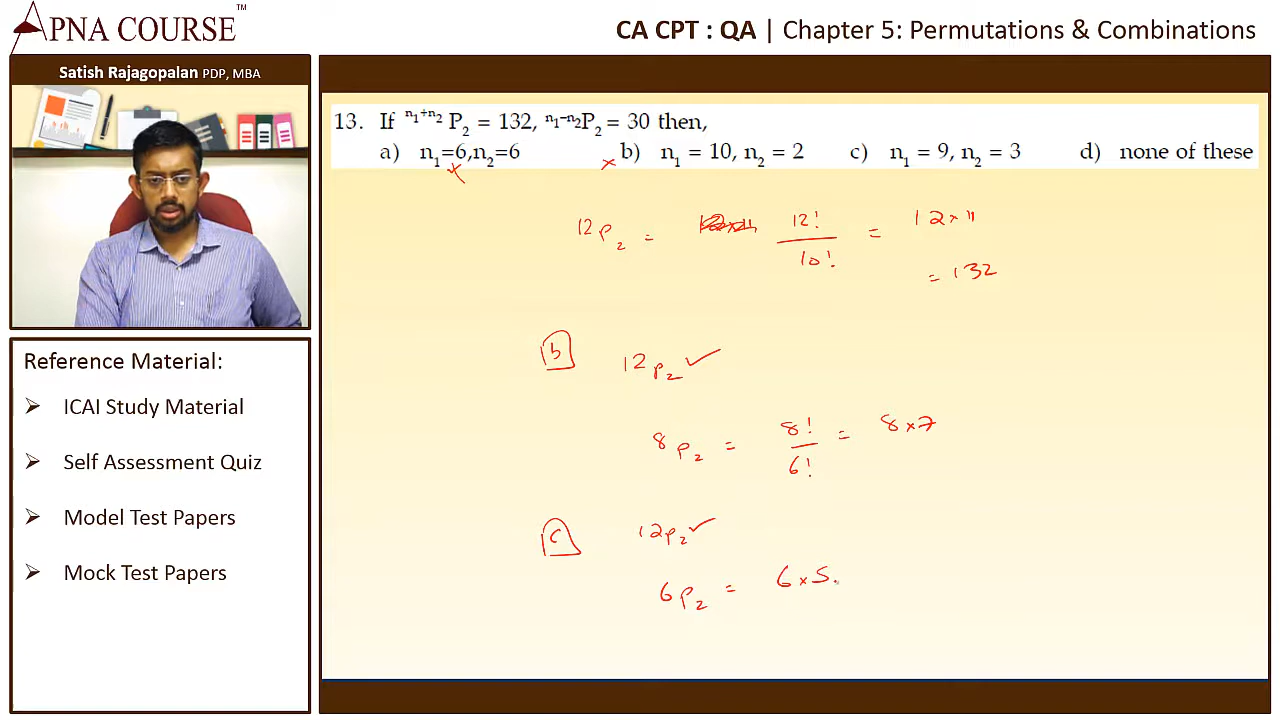 APNA COURSE™
CA CPT : QA | Chapter 5: Permutations & Combinations
Satish Rajagopalan PDP, MBA
Reference Material:
➢ ICAI Study Material
➢ Self Assessment Quiz
➢ Model Test Papers
➢ Mock Test Papers
13. If ⁿ¹⁺ⁿ² P₂ = 132, ⁿ¹⁻ⁿ²P₂ = 30 then,
a) n₁=6,n₂=6 b) n₁ = 10, n₂ = 2 c) n₁ = 9, n₂ = 3 d) none of these
12P₂ = 12!/10! = 12×11
= 132
b 12P₂ ✓
8P₂ = 8!/6! = 8×7
c 12P₂ ✓
6P₂ = 6×5